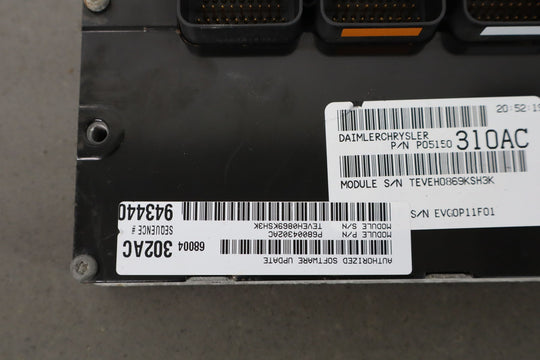 20:52:19
DAIMLERCHRYSLER
P/N P05150 310AC
MODULE S/N TEVEH0869KSH3K
S/N EVG0P11F01
AUTHORIZED SOFTWARE UPDATE
MODULE P/N P68004302AC
MODULE S/N TEVEH0869KSH3K
68004
302AC
SEQUENCE #
943440